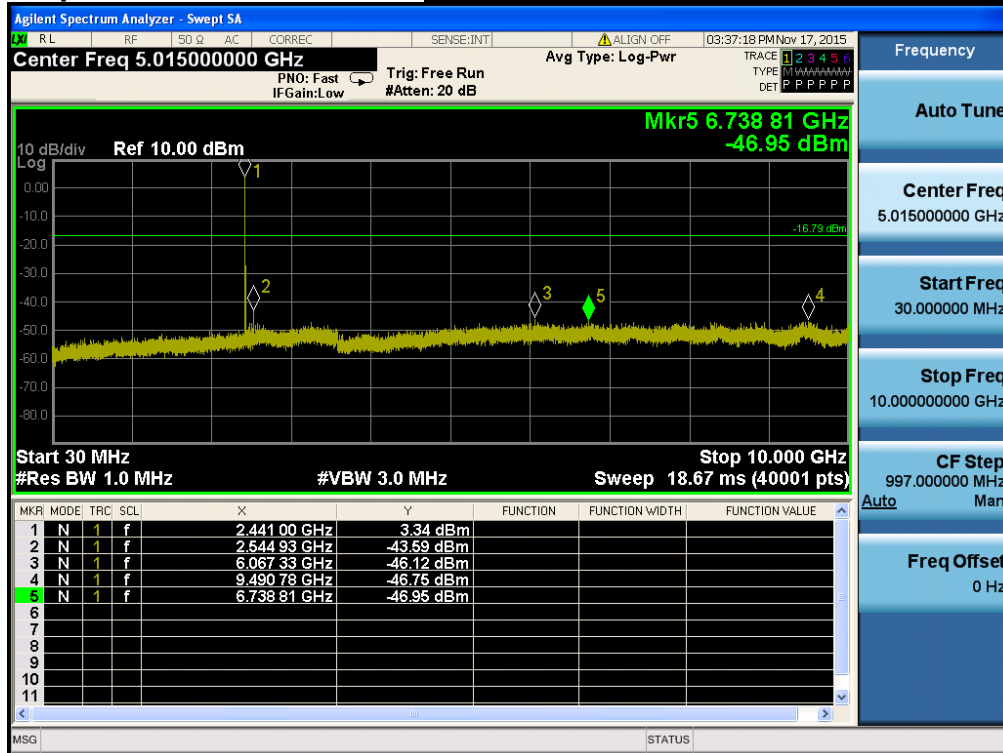 Agilent Spectrum Analyzer - Swept SA
LXI RL RF 50 Ω AC CORREC SENSE:INT ALIGN OFF 03:37:18 PM Nov 17, 2015
Center Freq 5.015000000 GHz
PNO: Fast
IFGain:Low
Trig: Free Run
#Atten: 20 dB
Avg Type: Log-Pwr
TRACE 1 2 3 4 5 6
TYPE M WWWWW
DET P P P P P P
Mkr5 6.738 81 GHz
-46.95 dBm
10 dB/div Ref 10.00 dBm
Log
0.00
-10.0
-20.0
-30.0
-40.0
-50.0
-60.0
-70.0
-80.0
1
2
3
5
4
-16.79 dBm
Start 30 MHz Stop 10.000 GHz
#Res BW 1.0 MHz #VBW 3.0 MHz Sweep 18.67 ms (40001 pts)
MKR MODE TRC SCL X Y FUNCTION FUNCTION WIDTH FUNCTION VALUE
1 N 1 f 2.441 00 GHz 3.34 dBm
2 N 1 f 2.544 93 GHz -43.59 dBm
3 N 1 f 6.067 33 GHz -46.12 dBm
4 N 1 f 9.490 78 GHz -46.75 dBm
5 N 1 f 6.738 81 GHz -46.95 dBm
6
7
8
9
10
11
MSG STATUS
Frequency
Auto Tune
Center Freq
5.015000000 GHz
Start Freq
30.000000 MHz
Stop Freq
10.000000000 GHz
CF Step
997.000000 MHz
Auto Man
Freq Offset
0 Hz